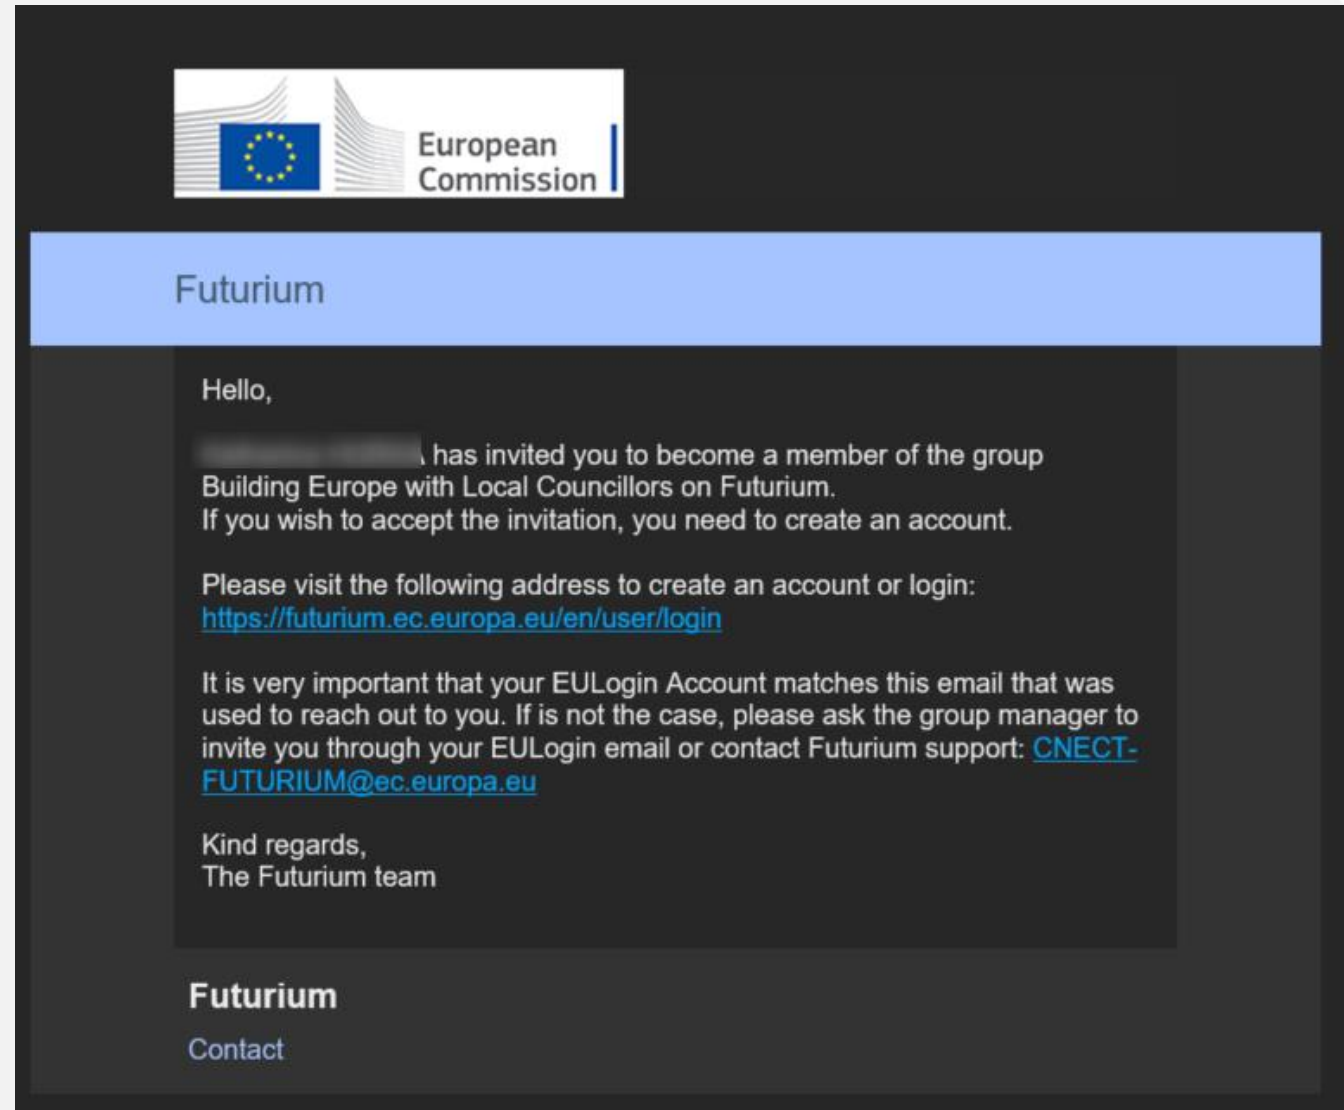 European
Commission
Futurium
Hello,
has invited you to become a member of the group
Building Europe with Local Councillors on Futurium.
If you wish to accept the invitation, you need to create an account.
Please visit the following address to create an account or login:
https://futurium.ec.europa.eu/en/user/login
It is very important that your EULogin Account matches this email that was
used to reach out to you. If is not the case, please ask the group manager to
invite you through your EULogin email or contact Futurium support: CNECT-
FUTURIUM@ec.europa.eu
Kind regards,
The Futurium team
Futurium
Contact